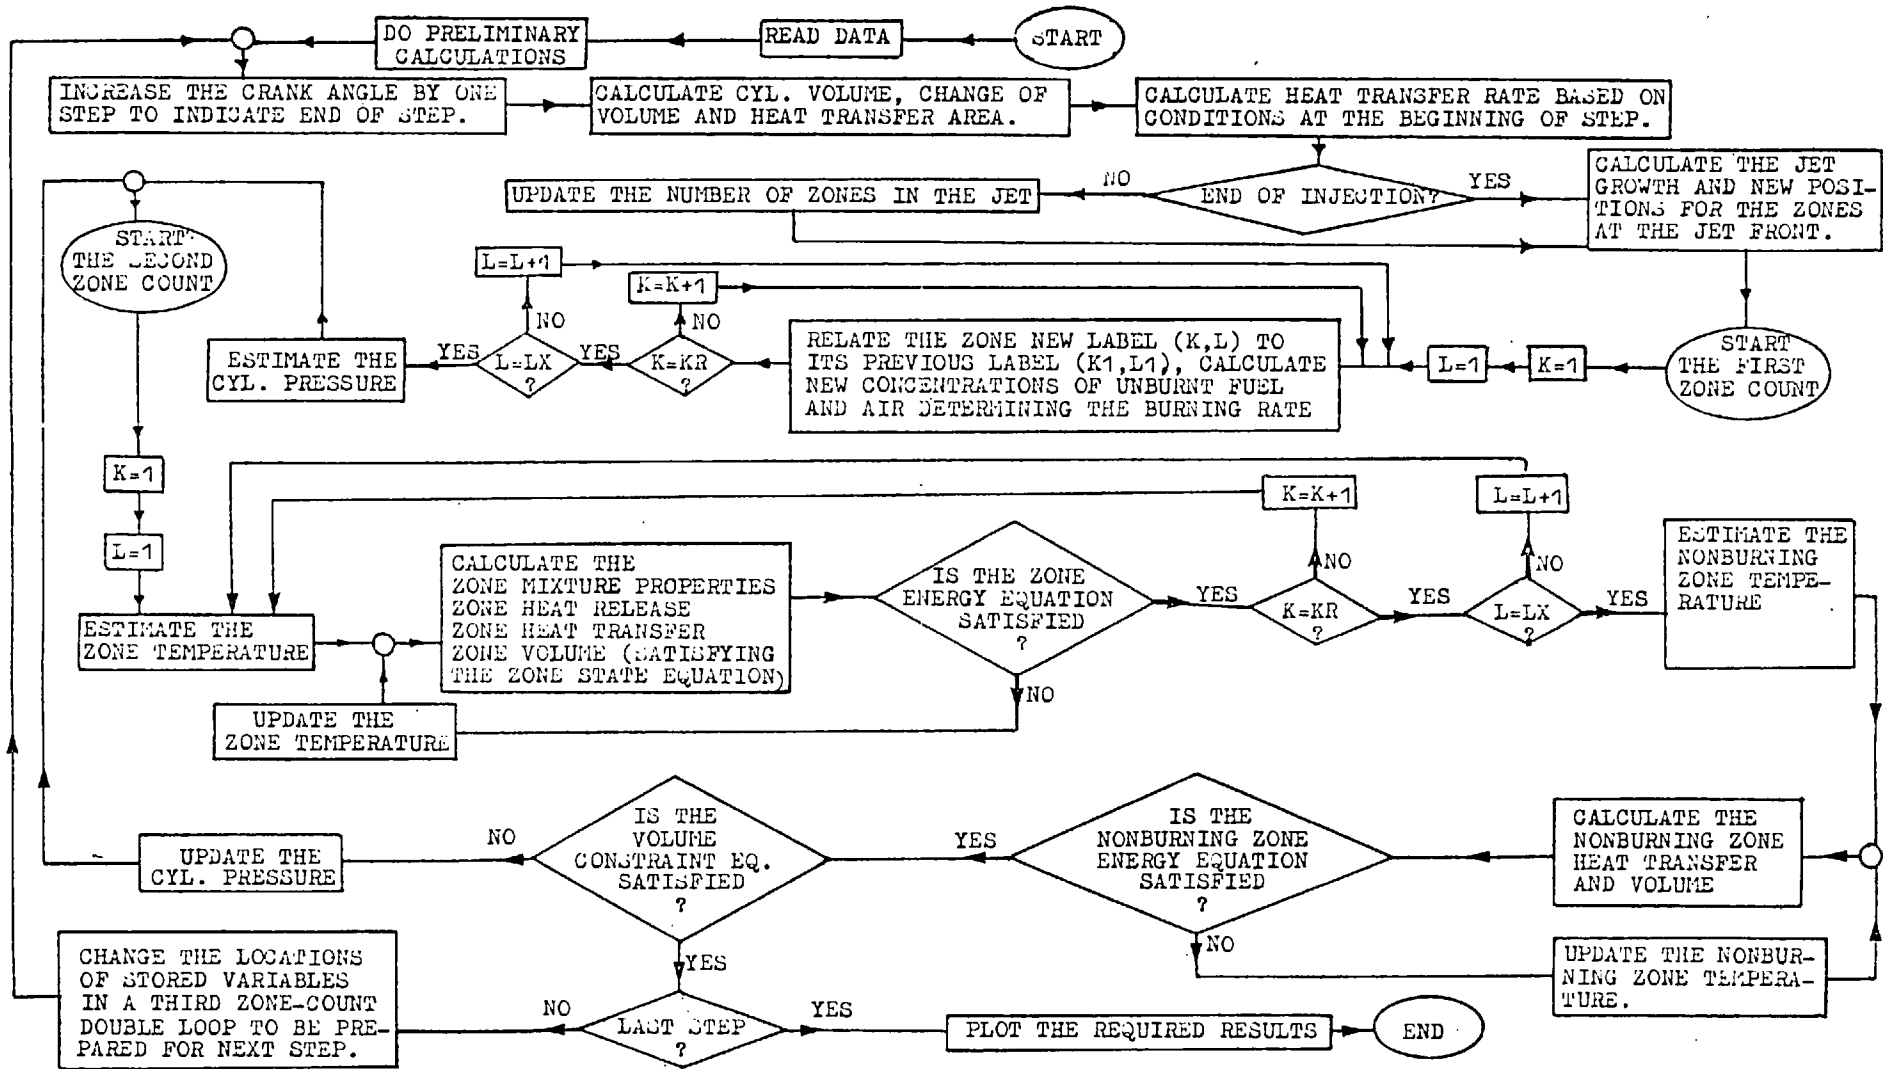 START
READ DATA
DO PRELIMINARY
CALCULATIONS
INCREASE THE CRANK ANGLE BY ONE
STEP TO INDICATE END OF STEP.
CALCULATE CYL. VOLUME, CHANGE OF
VOLUME AND HEAT TRANSFER AREA.
CALCULATE HEAT TRANSFER RATE BASED ON
CONDITIONS AT THE BEGINNING OF STEP.
END OF INJECTION?
NO
YES
UPDATE THE NUMBER OF ZONES IN THE JET
CALCULATE THE JET
GROWTH AND NEW POSI-
TIONS FOR THE ZONES
AT THE JET FRONT.
START
THE FIRST
ZONE COUNT
K=1
L=1
RELATE THE ZONE NEW LABEL (K,L) TO
ITS PREVIOUS LABEL (K1,L1), CALCULATE
NEW CONCENTRATIONS OF UNBURNT FUEL
AND AIR DETERMINING THE BURNING RATE
K=KR
?
NO
K=K+1
YES
L=LX
?
NO
L=L+1
YES
ESTIMATE THE
CYL. PRESSURE
START
THE SECOND
ZONE COUNT
K=1
L=1
ESTIMATE THE
ZONE TEMPERATURE
CALCULATE THE
ZONE MIXTURE PROPERTIES
ZONE HEAT RELEASE
ZONE HEAT TRANSFER
ZONE VOLUME (SATISFYING
THE ZONE STATE EQUATION)
IS THE ZONE
ENERGY EQUATION
SATISFIED
?
NO
UPDATE THE
ZONE TEMPERATURE
YES
K=KR
?
NO
K=K+1
YES
L=LX
?
NO
L=L+1
YES
ESTIMATE THE
NONBURNING
ZONE TEMPE-
RATURE
CALCULATE THE
NONBURNING ZONE
HEAT TRANSFER
AND VOLUME
IS THE
NONBURNING ZONE
ENERGY EQUATION
SATISFIED
?
NO
UPDATE THE NONBUR-
NING ZONE TEMPERA-
TURE.
YES
IS THE
VOLUME
CONSTRAINT EQ.
SATISFIED
?
NO
UPDATE THE
CYL. PRESSURE
YES
LAST STEP
?
NO
CHANGE THE LOCATIONS
OF STORED VARIABLES
IN A THIRD ZONE-COUNT
DOUBLE LOOP TO BE PRE-
PARED FOR NEXT STEP.
YES
PLOT THE REQUIRED RESULTS
END